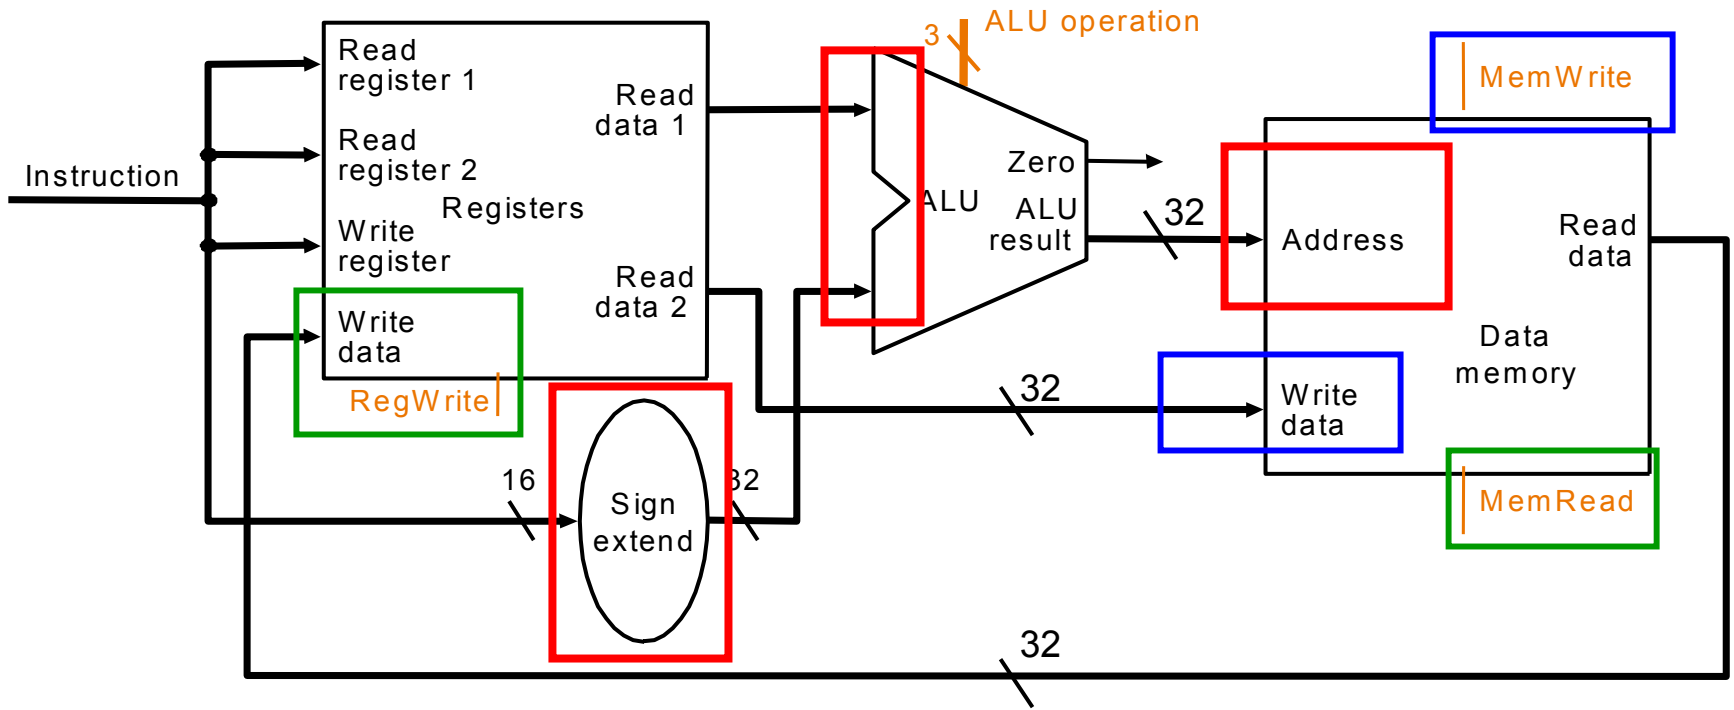 Instruction
Read
register 1
Read
register 2
Registers
Write
register
Write
data
RegWrite
Read
data 1
Read
data 2
16
Sign
extend
32
3
ALU operation
ALU
Zero
ALU
result
32
32
MemWrite
Address
Read
data
Data
memory
Write
data
MemRead
32